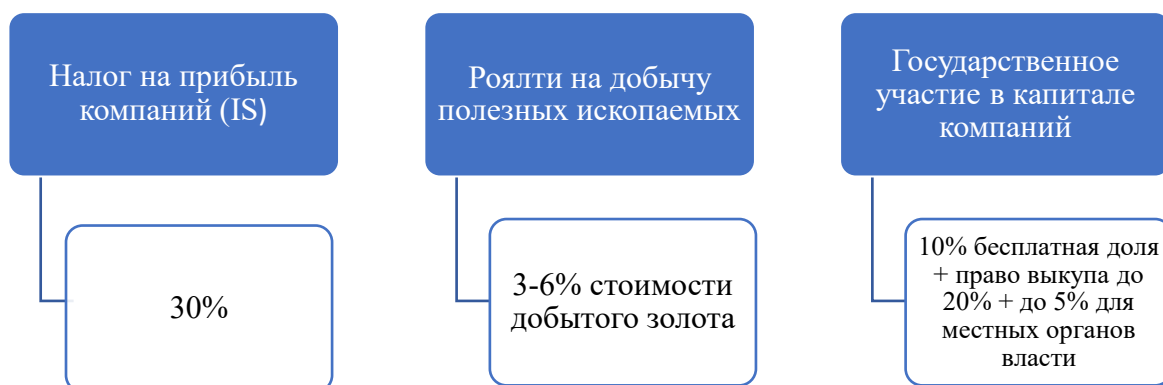 Налог на прибыль
компаний (IS)
30%
Роялти на добычу
полезных ископаемых
3-6% стоимости
добытого золота
Государственное
участие в капитале
компаний
10% бесплатная доля
+ право выкупа до
20% + до 5% для
местных органов
власти